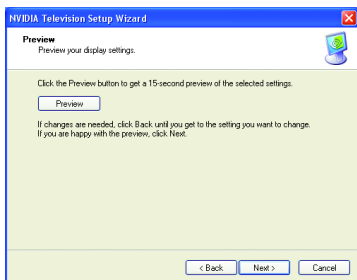 NVIDIA Television Setup Wizard
Preview
Preview your display settings.
Click the Preview button to get a 15-second preview of the selected settings.
Preview
If changes are needed, click Back until you get to the setting you want to change.
If you are happy with the preview, click Next.
< Back Next > Cancel